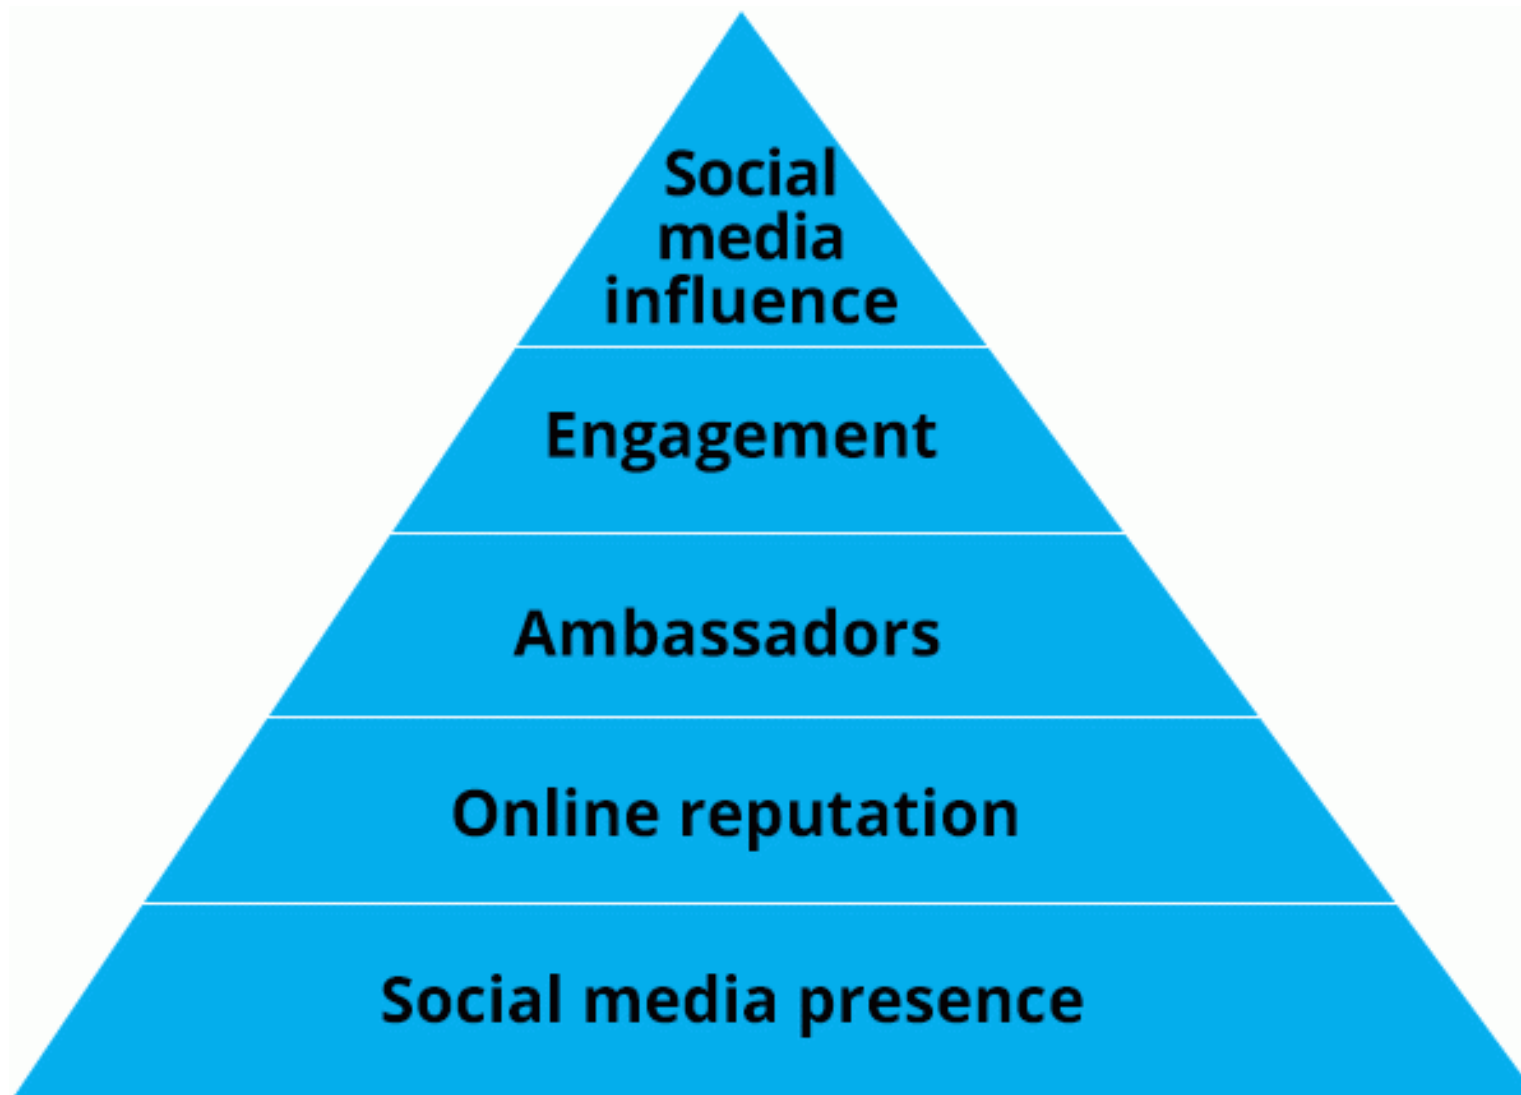 Social
media
influence
Engagement
Ambassadors
Online reputation
Social media presence